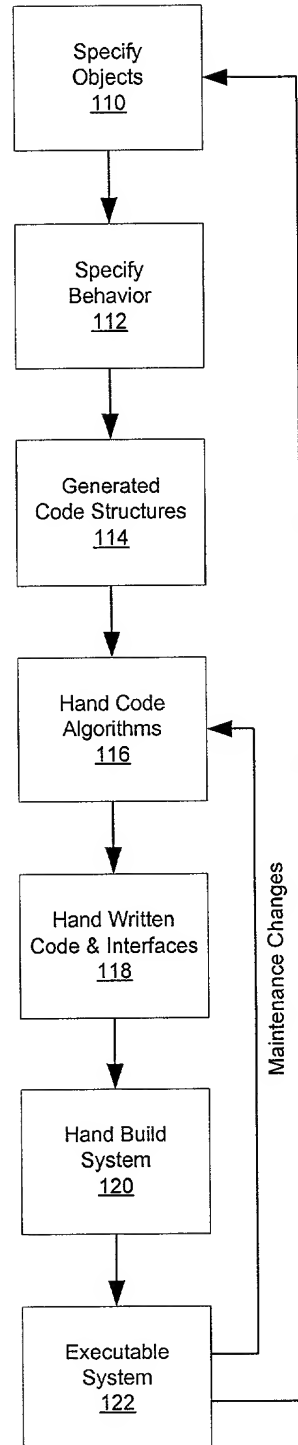 Specify
Objects
110
Specify
Behavior
112
Generated
Code Structures
114
Hand Code
Algorithms
116
Hand Written
Code & Interfaces
118
Maintenance Changes
Hand Build
System
120
Executable
System
122